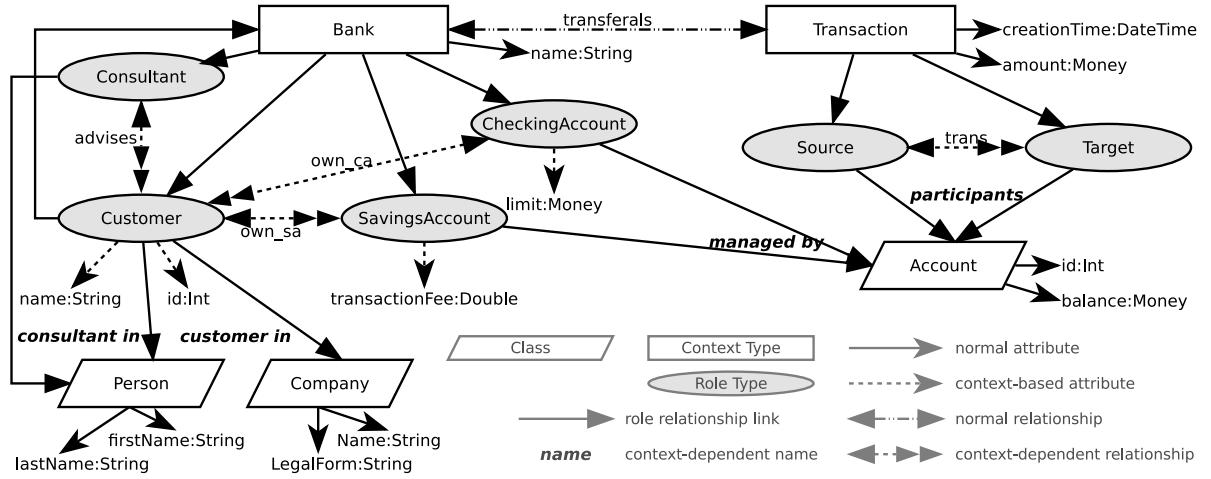 Bank
transferals
Transaction
creationTime:DateTime
name:String
amount:Money
Consultant
CheckingAccount
advises
own_ca
Source
trans
Target
participants
limit:Money
Customer
own_sa
SavingsAccount
managed by
Account
id:Int
balance:Money
name:String
id:Int
transactionFee:Double
consultant in
customer in
Person
Company
firstName:String
lastName:String
Name:String
LegalForm:String
Class
Context Type
normal attribute
Role Type
context-based attribute
role relationship link
normal relationship
name
context-dependent name
context-dependent relationship